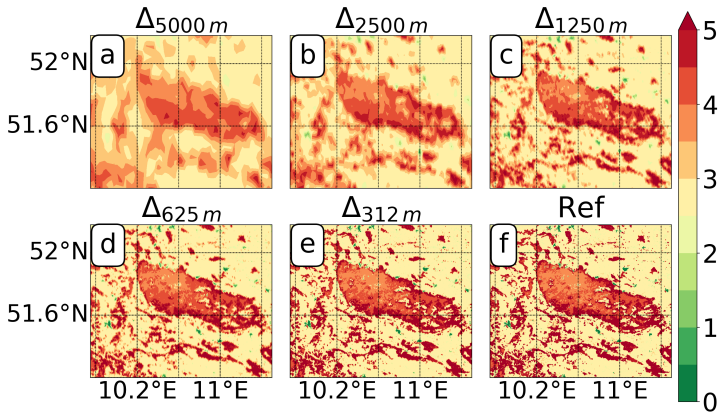 Δ5000 m Δ2500 m Δ1250 m
a b c
52°N
51.6°N
Δ625 m Δ312 m Ref
d e f
52°N
51.6°N
10.2°E 11°E 10.2°E 11°E 10.2°E 11°E
5
4
3
2
1
0